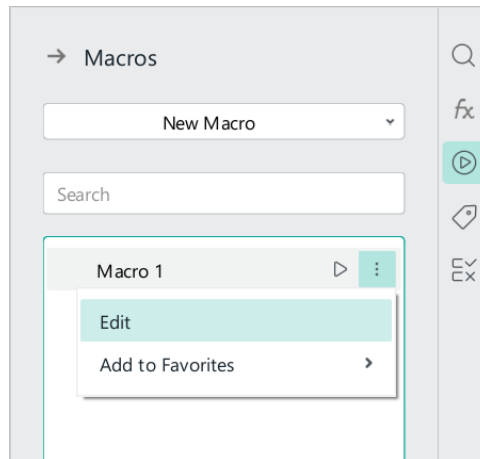 Macros
New Macro
Search
Macro 1
Edit
Add to Favorites
fx